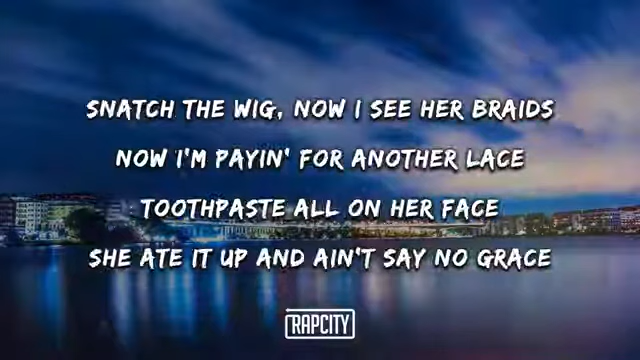 SNATCH THE WIG, NOW I SEE HER BRAIDS
NOW I'M PAYIN' FOR ANOTHER LACE
TOOTHPASTE ALL ON HER FACE
SHE ATE IT UP AND AIN'T SAY NO GRACE
RAPCITY